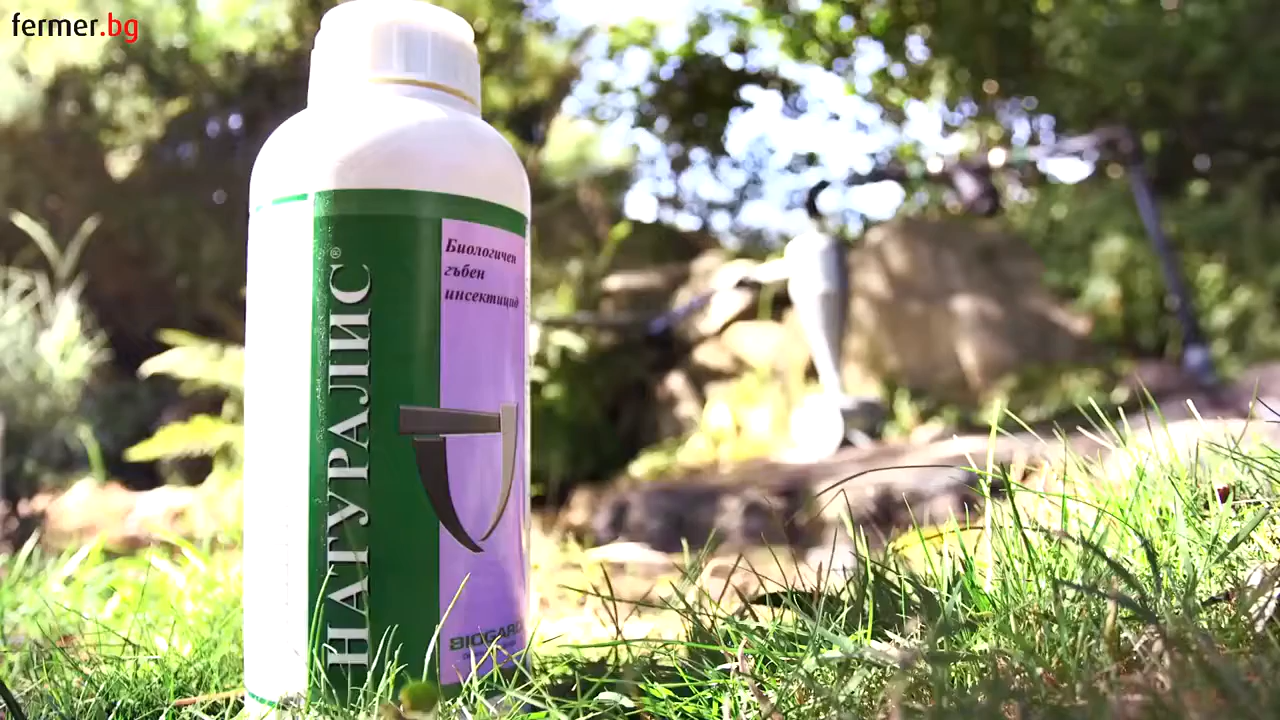 fermer.bg
НАТУРАЛИС®
Биологичен
гъбен
инсектицид
BIOGARD